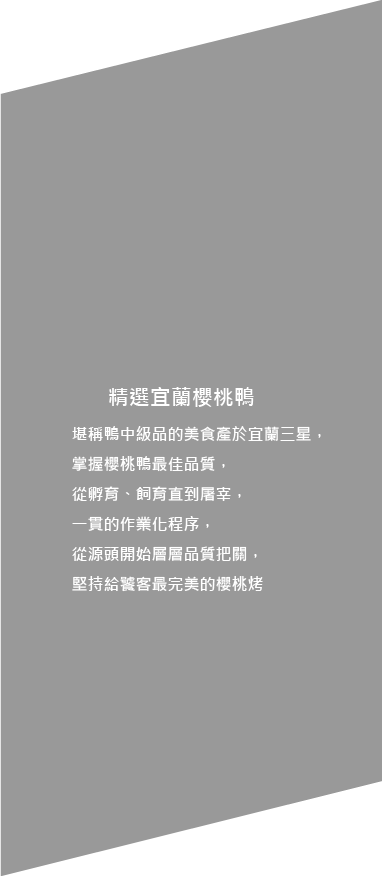 精選宜蘭櫻桃鴨
堪稱鴨中級品的美食產於宜蘭三星，
掌握櫻桃鴨最佳品質，
從孵育、飼育直到屠宰，
一貫的作業化程序，
從源頭開始層層品質把關，
堅持給饕客最完美的櫻桃烤